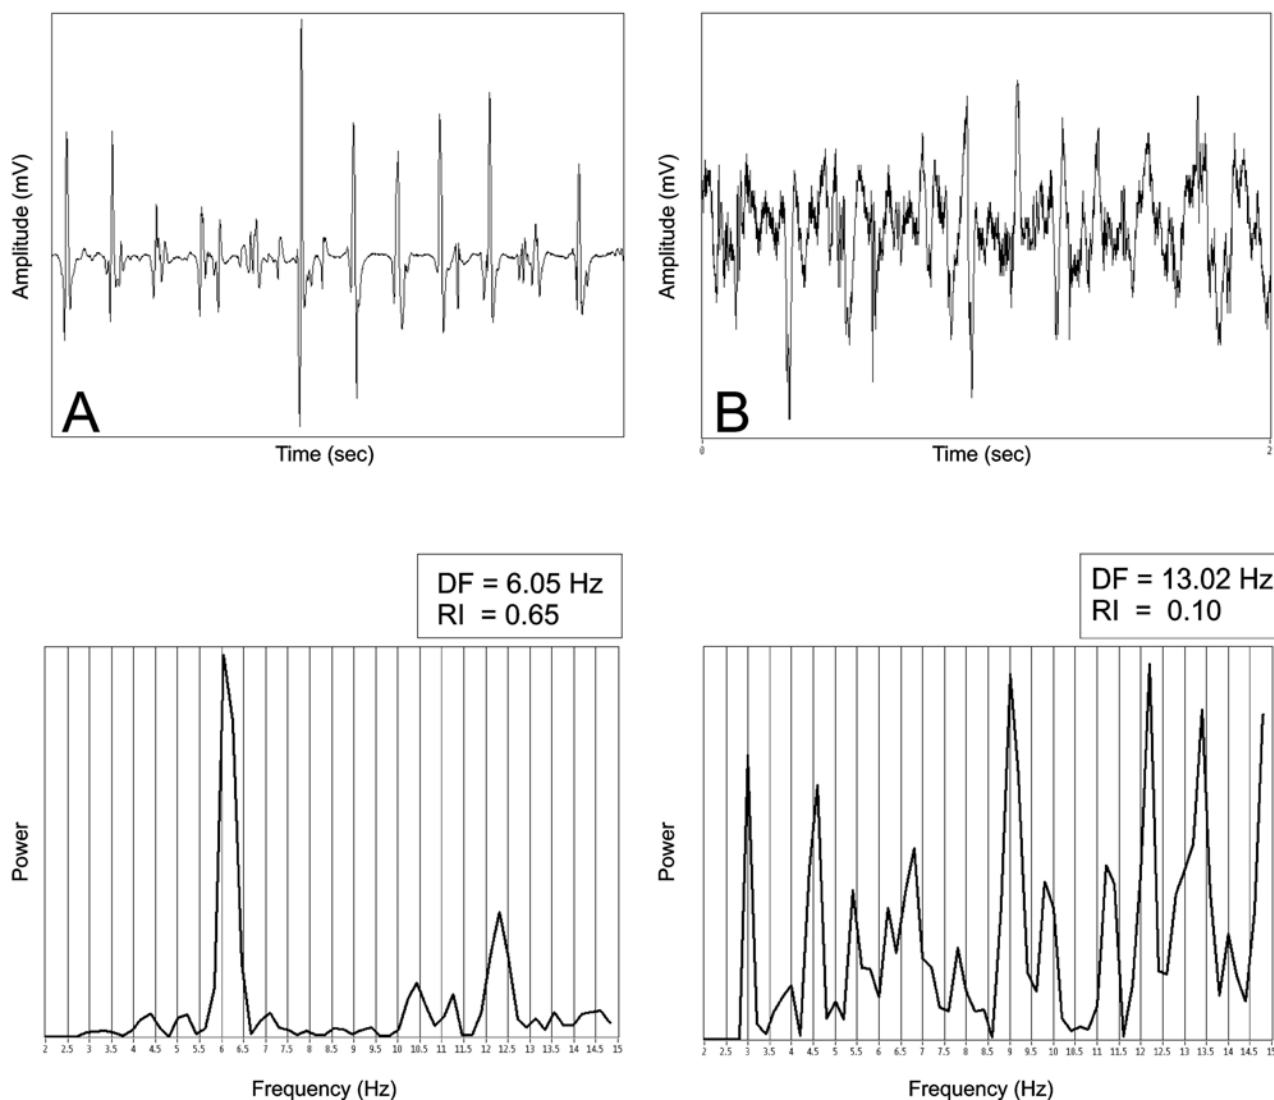 Amplitude (mV)
A
Time (sec)
Amplitude (mV)
B
0
2
Time (sec)
DF = 6.05 Hz
RI = 0.65
Power
2 2.5 3 3.5 4 4.5 5 5.5 6 6.5 7 7.5 8 8.5 9 9.5 10 10.5 11 11.5 12 12.5 13 13.5 14 14.5 15
Frequency (Hz)
DF = 13.02 Hz
RI = 0.10
Power
2 2.5 3 3.5 4 4.5 5 5.5 6 6.5 7 7.5 8 8.5 9 9.5 10 10.5 11 11.5 12 12.5 13 13.5 14 14.5 15
Frequency (Hz)